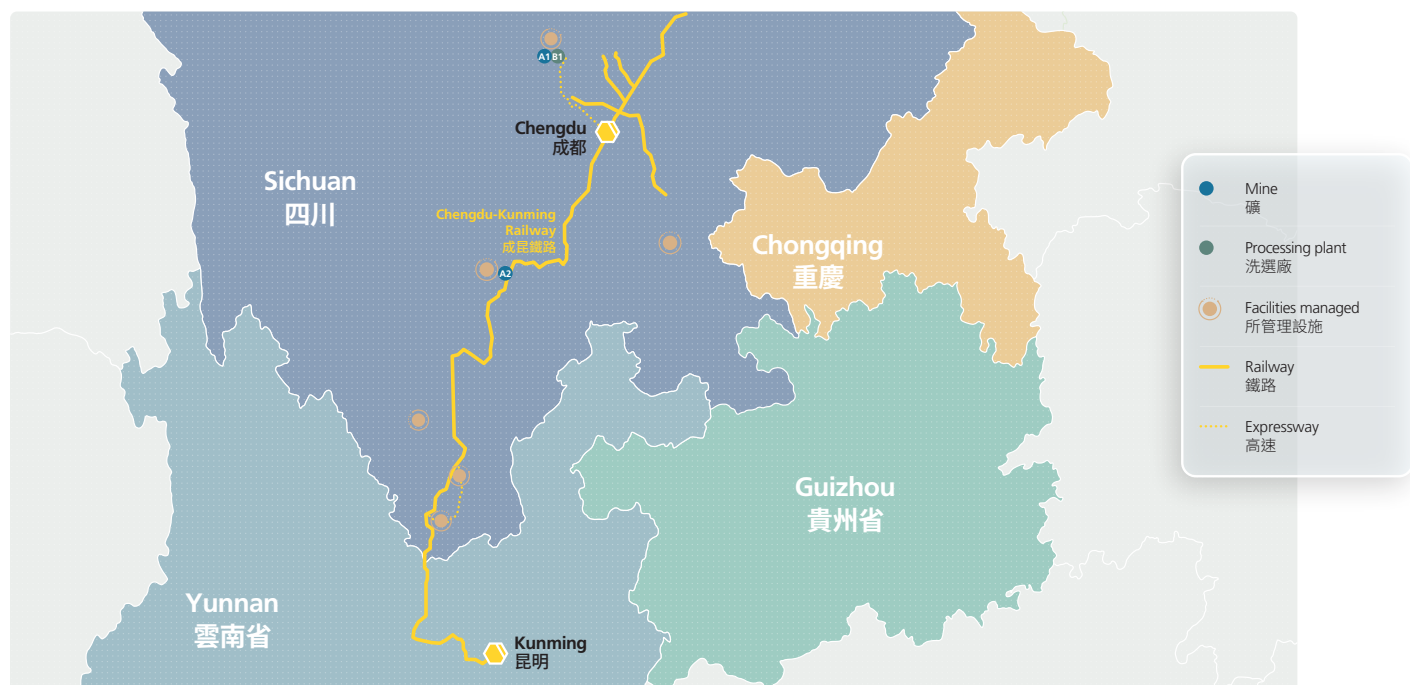 A1 B1
Chengdu
成都
Sichuan
四川
Chengdu-Kunming
Railway
成昆鐵路
A2
Chongqing
重慶
Guizhou
貴州省
Yunnan
雲南省
Kunming
昆明
Mine
礦
Processing plant
洗選廠
Facilities managed
所管理設施
Railway
鐵路
Expressway
高速